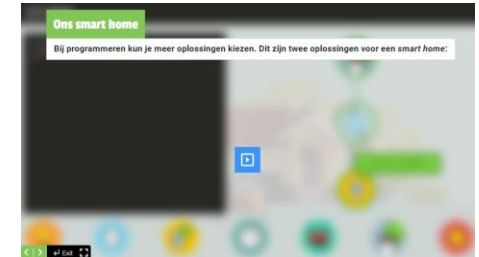 Ons smart home
Bij programmeren kun je meer oplossingen kiezen. Dit zijn twee oplossingen voor een smart home:
Exit